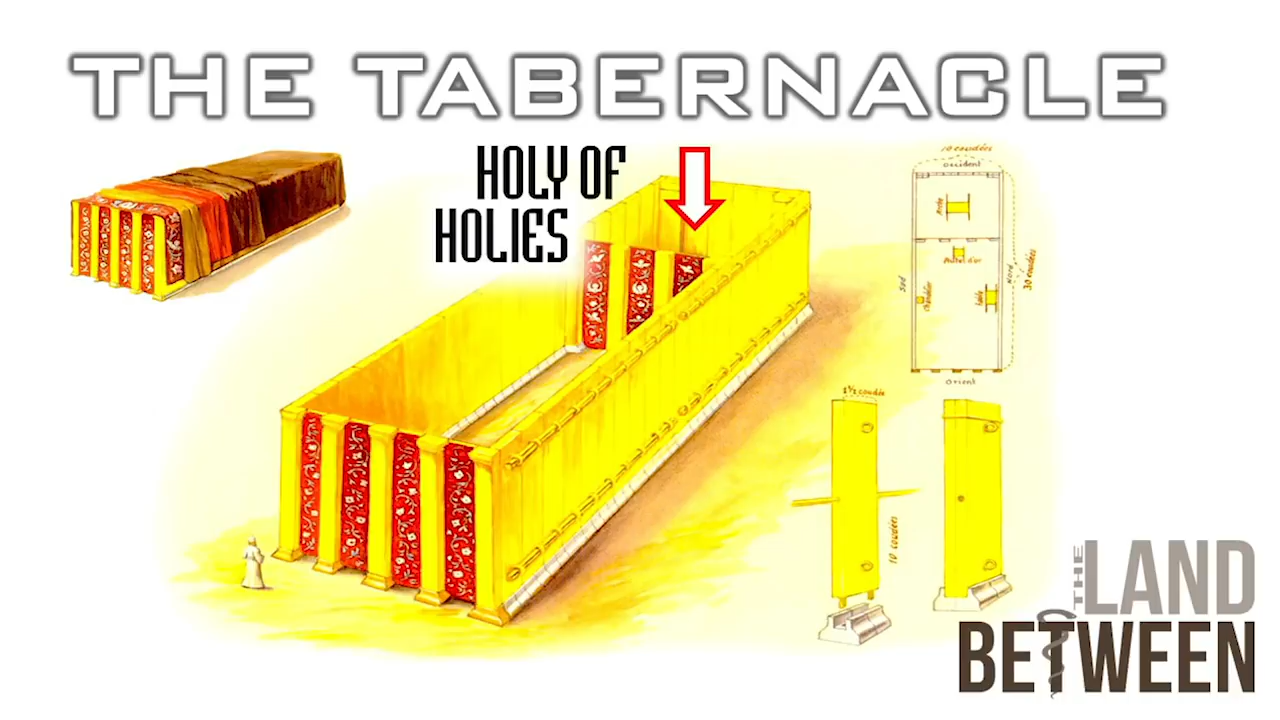 THE TABERNACLE
HOLY OF
HOLIES
10 coudées
Occident
Arche
Autel d'or
Sud
Chandelier
Table
Nord
30 coudées
Orient
1½ coudée
10 coudées
THE LAND
BETWEEN